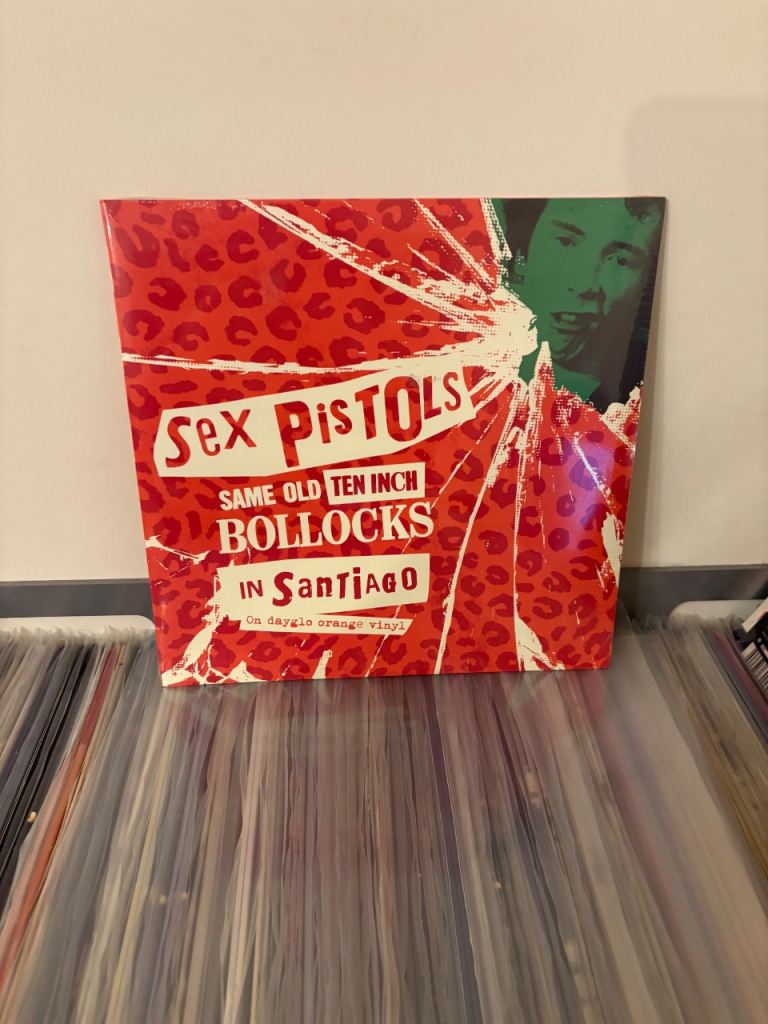 Sex PisTOLS
SAME OLD TEN INCH
BOLLOCKS
IN SanTiAGO
On dayglo orange vinyl